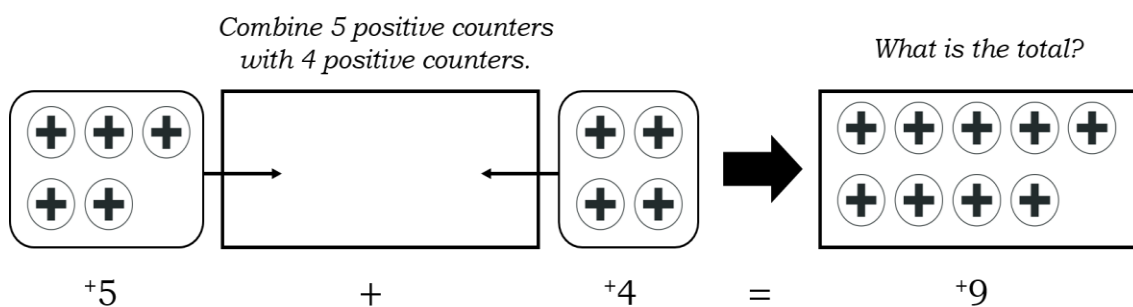 Combine 5 positive counters
with 4 positive counters.
What is the total?
⁺5 + ⁺4 = ⁺9